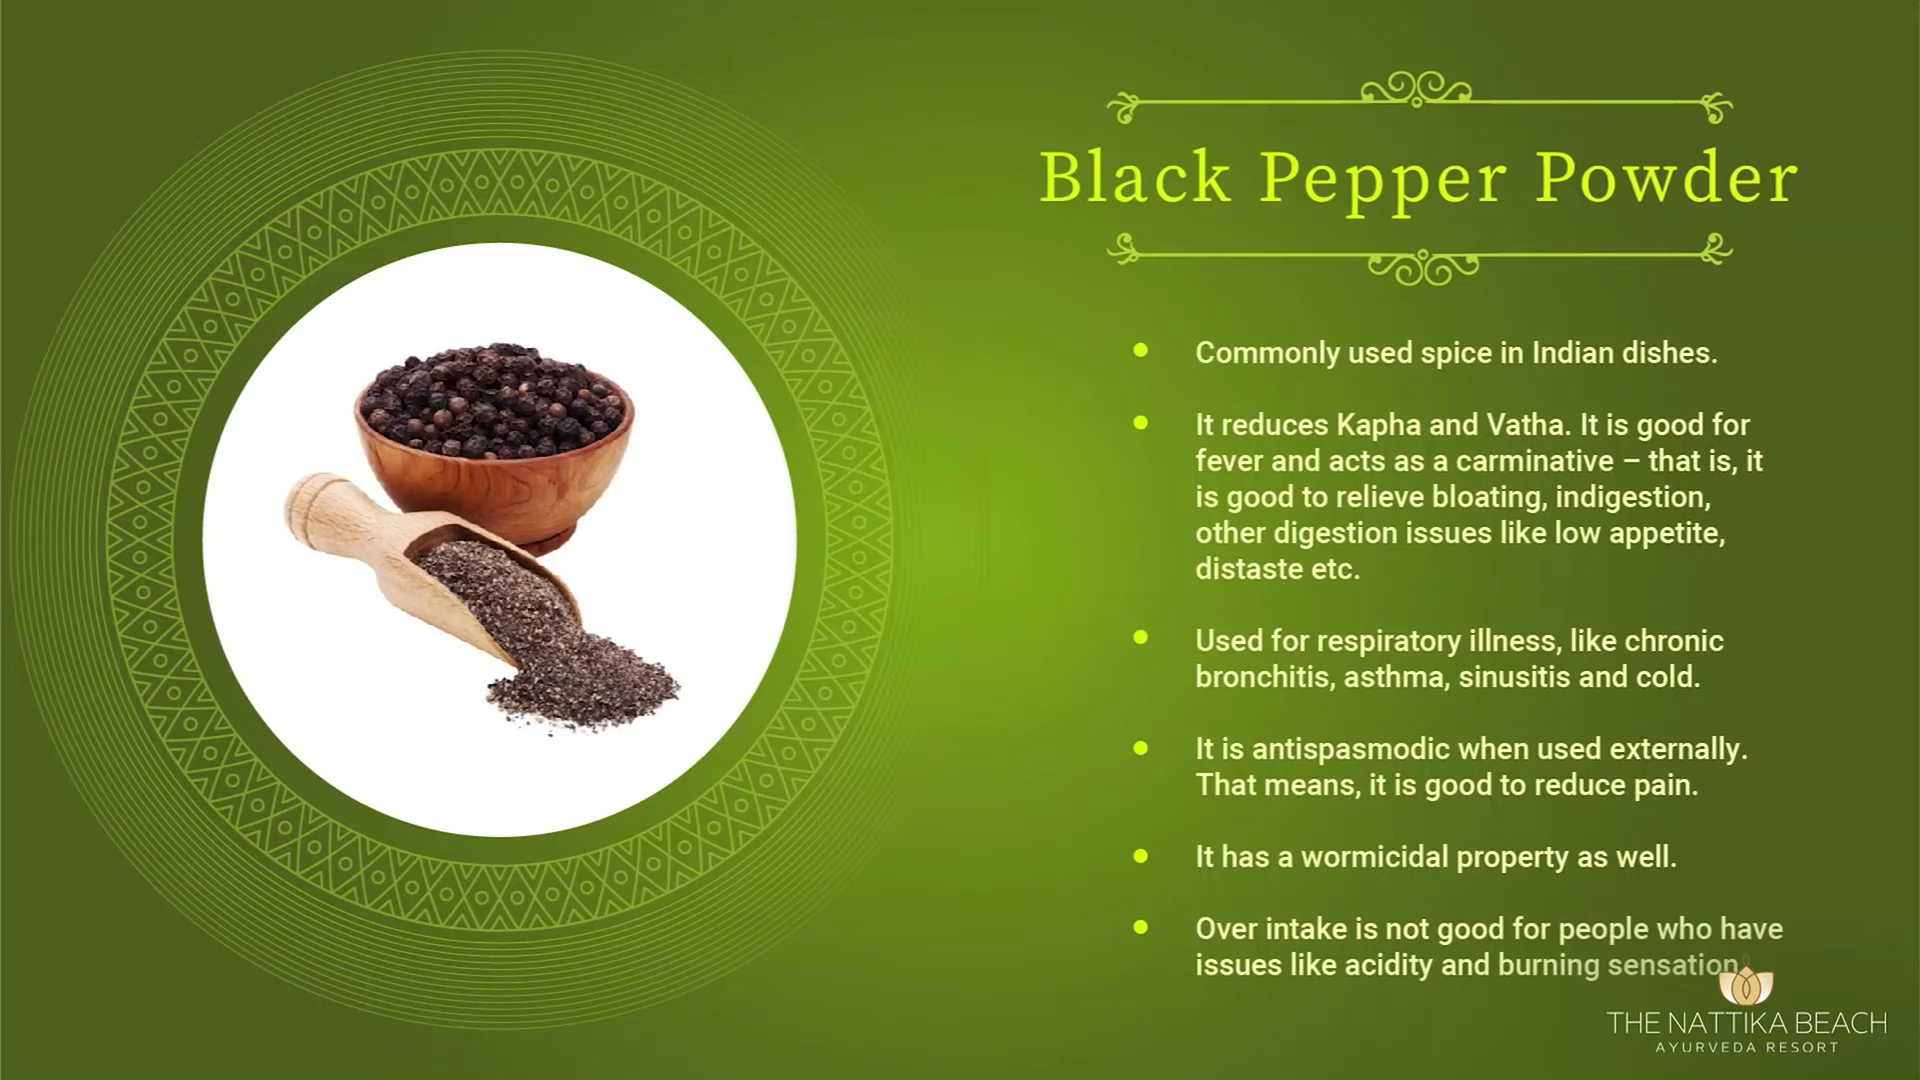 Black Pepper Powder
• Commonly used spice in Indian dishes.
• It reduces Kapha and Vatha. It is good for
fever and acts as a carminative – that is, it
is good to relieve bloating, indigestion,
other digestion issues like low appetite,
distaste etc.
• Used for respiratory illness, like chronic
bronchitis, asthma, sinusitis and cold.
• It is antispasmodic when used externally.
That means, it is good to reduce pain.
• It has a wormicidal property as well.
• Over intake is not good for people who have
issues like acidity and burning sensation
THE NATTIKA BEACH
AYURVEDA RESORT